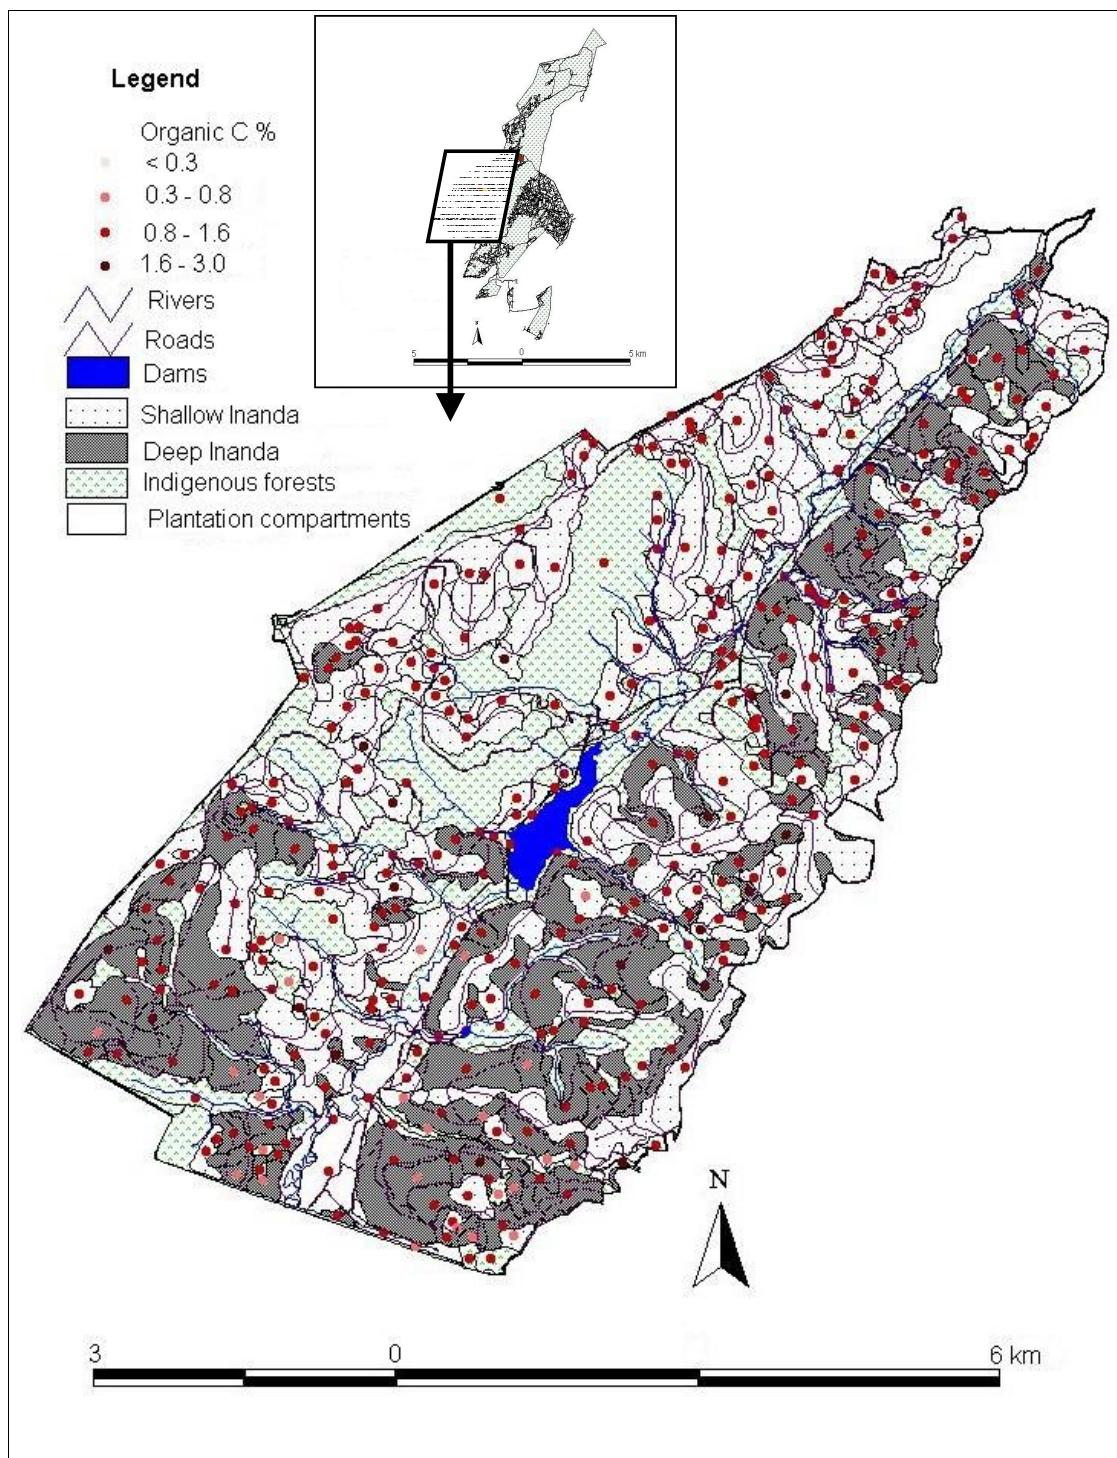 Legend
Organic C %
< 0.3
0.3 - 0.8
0.8 - 1.6
1.6 - 3.0
Rivers
Roads
Dams
Shallow Inanda
Deep Inanda
Indigenous forests
Plantation compartments
5 0 5 km
N
3 0 6 km